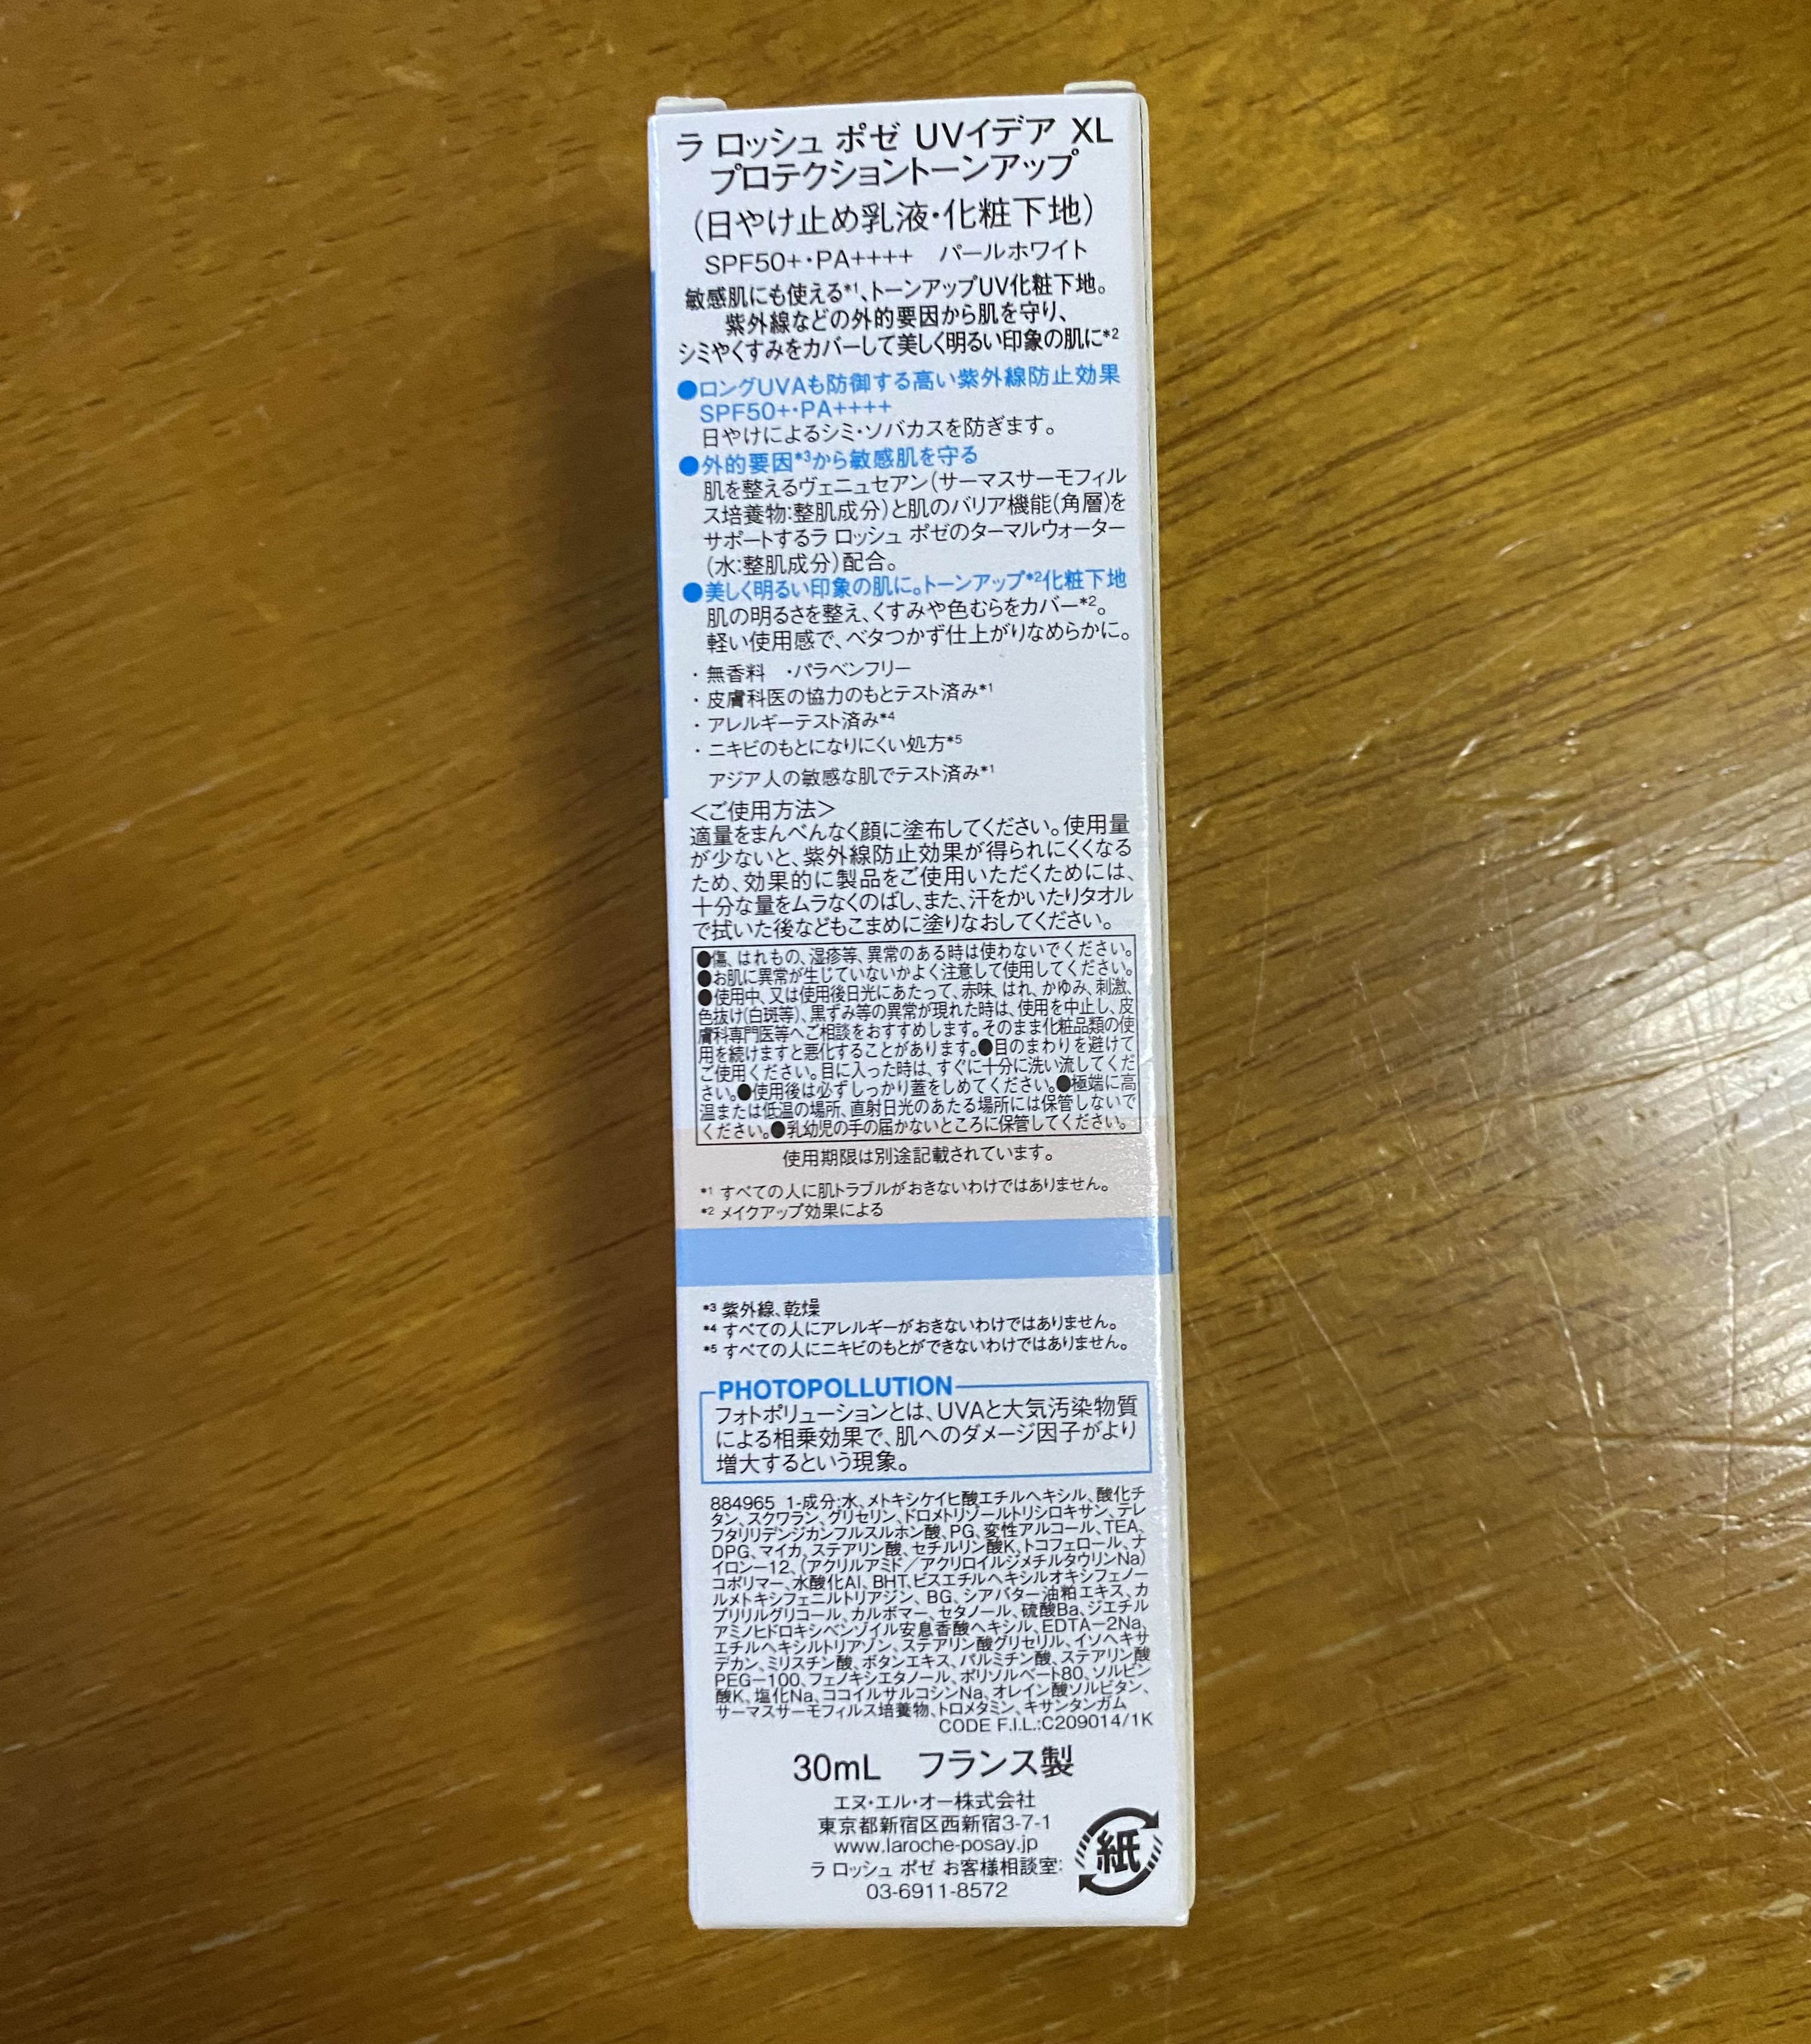 ラ ロッシュ ポゼ UVイデア XL
プロテクショントーンアップ
(日やけ止め乳液・化粧下地)
SPF50+・PA++++　パールホワイト
敏感肌にも使える*1、トーンアップUV化粧下地。
紫外線などの外的要因から肌を守り、
シミやくすみをカバーして美しく明るい印象の肌に*2
●ロングUVAも防御する高い紫外線防止効果
SPF50+・PA++++
日やけによるシミ・ソバカスを防ぎます。
●外的要因*3から敏感肌を守る
肌を整えるヴェニュセアン(サーマスサーモフィル
ス培養物:整肌成分)と肌のバリア機能(角層)を
サポートするラ ロッシュ ポゼのターマルウォーター
(水:整肌成分)配合。
●美しく明るい印象の肌に。トーンアップ*2化粧下地
肌の明るさを整え、くすみや色むらをカバー*2。
軽い使用感で、ベタつかず仕上がりなめらかに。
・無香料　・パラベンフリー
・皮膚科医の協力のもとテスト済み*1
・アレルギーテスト済み*4
・ニキビのもとになりにくい処方*5
アジア人の敏感な肌でテスト済み*1
<ご使用方法>
適量をまんべんなく顔に塗布してください。使用量
が少ないと、紫外線防止効果が得られにくくなる
ため、効果的に製品をご使用いただくためには、
十分な量をムラなくのばし、また、汗をかいたりタオル
で拭いた後などもこまめに塗りなおしてください。
●傷、はれもの、湿疹等、異常のある時は使わないでください。
●お肌に異常が生じていないかよく注意して使用してください。
●使用中、又は使用後日光にあたって、赤味、はれ、かゆみ、刺激、
色抜け(白斑等)、黒ずみ等の異常が現れた時は、使用を中止し、皮
膚科専門医等へご相談をおすすめします。そのまま化粧品類の使
用を続けますと悪化することがあります。●目のまわりを避けて
ご使用ください。目に入った時は、すぐに十分に洗い流してくだ
さい。●使用後は必ずしっかり蓋をしめてください。●極端に高
温または低温の場所、直射日光のあたる場所には保管しないで
ください。●乳幼児の手の届かないところに保管してください。
使用期限は別途記載されています。
*1 すべての人に肌トラブルがおきないわけではありません。
*2 メイクアップ効果による
*3 紫外線、乾燥
*4 すべての人にアレルギーがおきないわけではありません。
*5 すべての人にニキビのもとができないわけではありません。
PHOTOPOLLUTION
フォトポリューションとは、UVAと大気汚染物質
による相乗効果で、肌へのダメージ因子がより
増大するという現象。
884965 1-成分:水、メトキシケイヒ酸エチルヘキシル、酸化チ
タン、スクワラン、グリセリン、ドロメトリゾールトリシロキサン、テレ
フタリリデンジカンフルスルホン酸、PG、変性アルコール、TEA、
DPG、マイカ、ステアリン酸、セチルリン酸K、トコフェロール、ナ
イロン−12、(アクリルアミド/アクリロイルジメチルタウリンNa)
コポリマー、水酸化Al、BHT、ビスエチルヘキシルオキシフェノー
ルメトキシフェニルトリアジン、BG、シアバター油粕エキス、カ
プリリルグリコール、カルボマー、セタノール、硫酸Ba、ジエチル
アミノヒドロキシベンゾイル安息香酸ヘキシル、EDTA−2Na、
エチルヘキシルトリアゾン、ステアリン酸グリセリル、イソヘキサ
デカン、ミリスチン酸、ボタンエキス、パルミチン酸、ステアリン酸
PEG−100、フェノキシエタノール、ポリソルベート80、ソルビン
酸K、塩化Na、ココイルサルコシンNa、オレイン酸ソルビタン、
サーマスサーモフィルス培養物、トロメタミン、キサンタンガム
CODE F.I.L.:C209014/1K
30mL　フランス製
エヌ・エル・オー株式会社
東京都新宿区西新宿3-7-1
www.laroche-posay.jp
ラ ロッシュ ポゼ お客様相談室:
03-6911-8572
紙